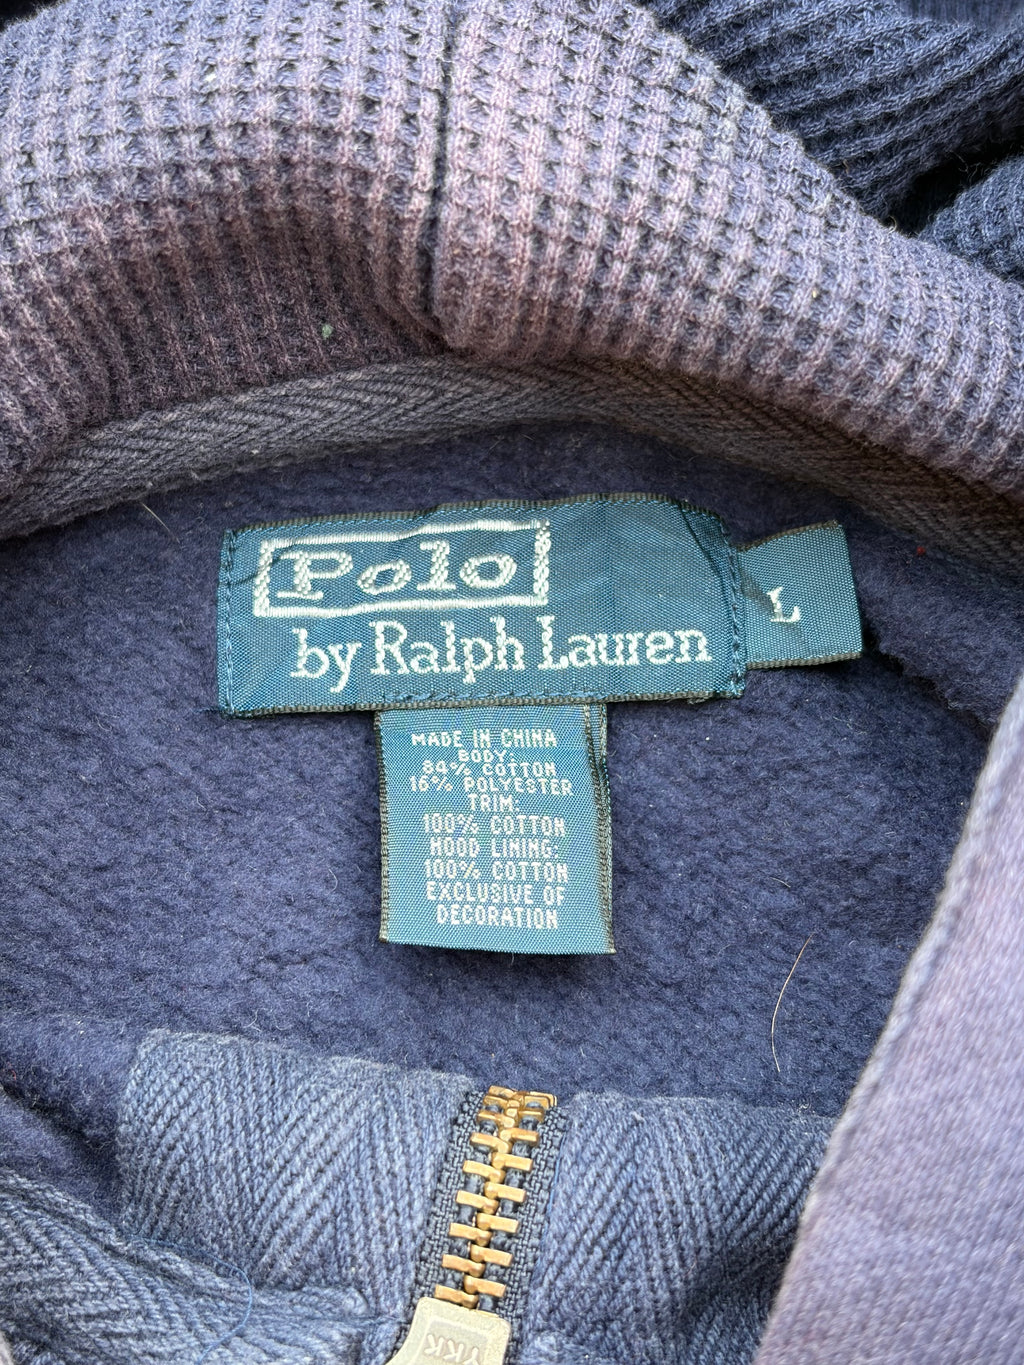 Polo
by Ralph Lauren
L
MADE IN CHINA
BODY:
84% COTTON
16% POLYESTER
TRIM:
100% COTTON
HOOD LINING:
100% COTTON
EXCLUSIVE OF
DECORATION
YKK